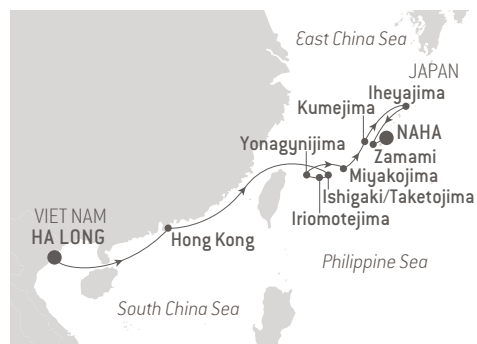 East China Sea
JAPAN
Iheyajima
Kumejima
NAHA
Yonagynijima
Zamami
Miyakojima
Ishigaki/Taketojima
Iriomotejima
VIET NAM
HA LONG
Hong Kong
Philippine Sea
South China Sea